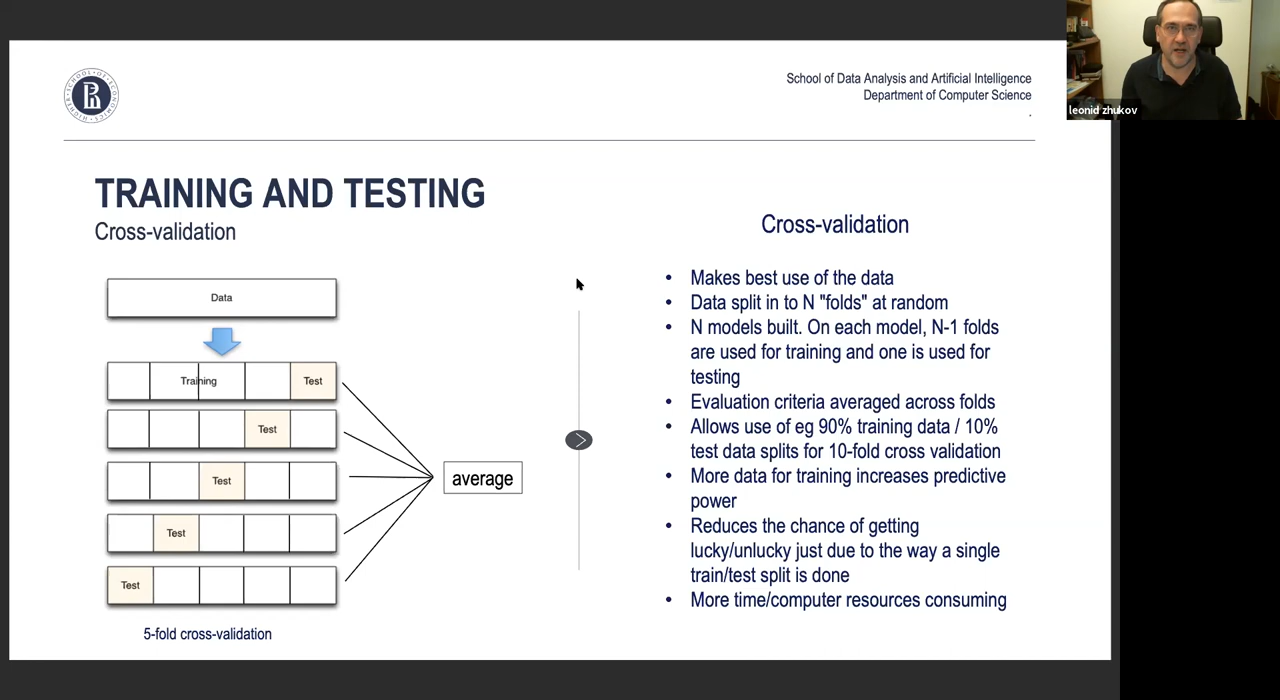 School of Data Analysis and Artificial Intelligence
Department of Computer Science
.
leonid zhukov
HIGHER SCHOOL OF ECONOMICS
TRAINING AND TESTING
Cross-validation
Data
Training
Test
Test
Test
Test
Test
average
5-fold cross-validation
Cross-validation
• Makes best use of the data
• Data split in to N "folds" at random
• N models built. On each model, N-1 folds
are used for training and one is used for
testing
• Evaluation criteria averaged across folds
• Allows use of eg 90% training data / 10%
test data splits for 10-fold cross validation
• More data for training increases predictive
power
• Reduces the chance of getting
lucky/unlucky just due to the way a single
train/test split is done
• More time/computer resources consuming